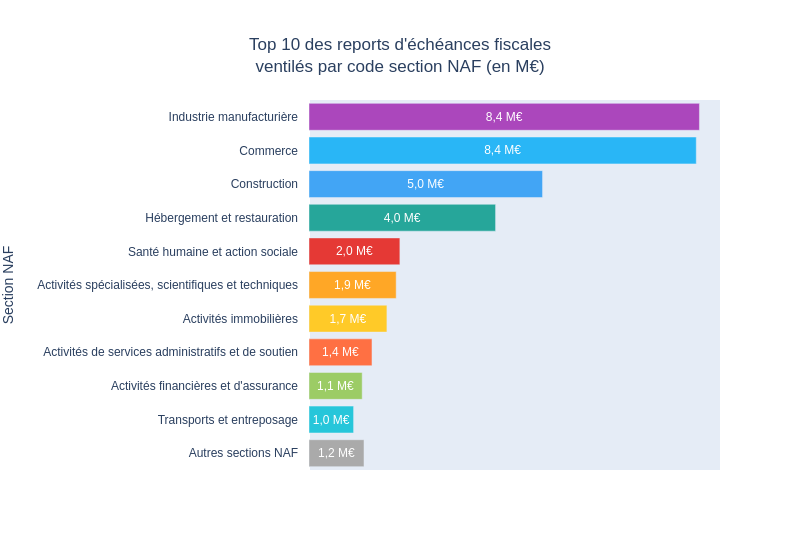 Top 10 des reports d'échéances fiscales
ventilés par code section NAF (en M€)
Section NAF
Industrie manufacturière 8,4 M€
Commerce 8,4 M€
Construction 5,0 M€
Hébergement et restauration 4,0 M€
Santé humaine et action sociale 2,0 M€
Activités spécialisées, scientifiques et techniques 1,9 M€
Activités immobilières 1,7 M€
Activités de services administratifs et de soutien 1,4 M€
Activités financières et d'assurance 1,1 M€
Transports et entreposage 1,0 M€
Autres sections NAF 1,2 M€